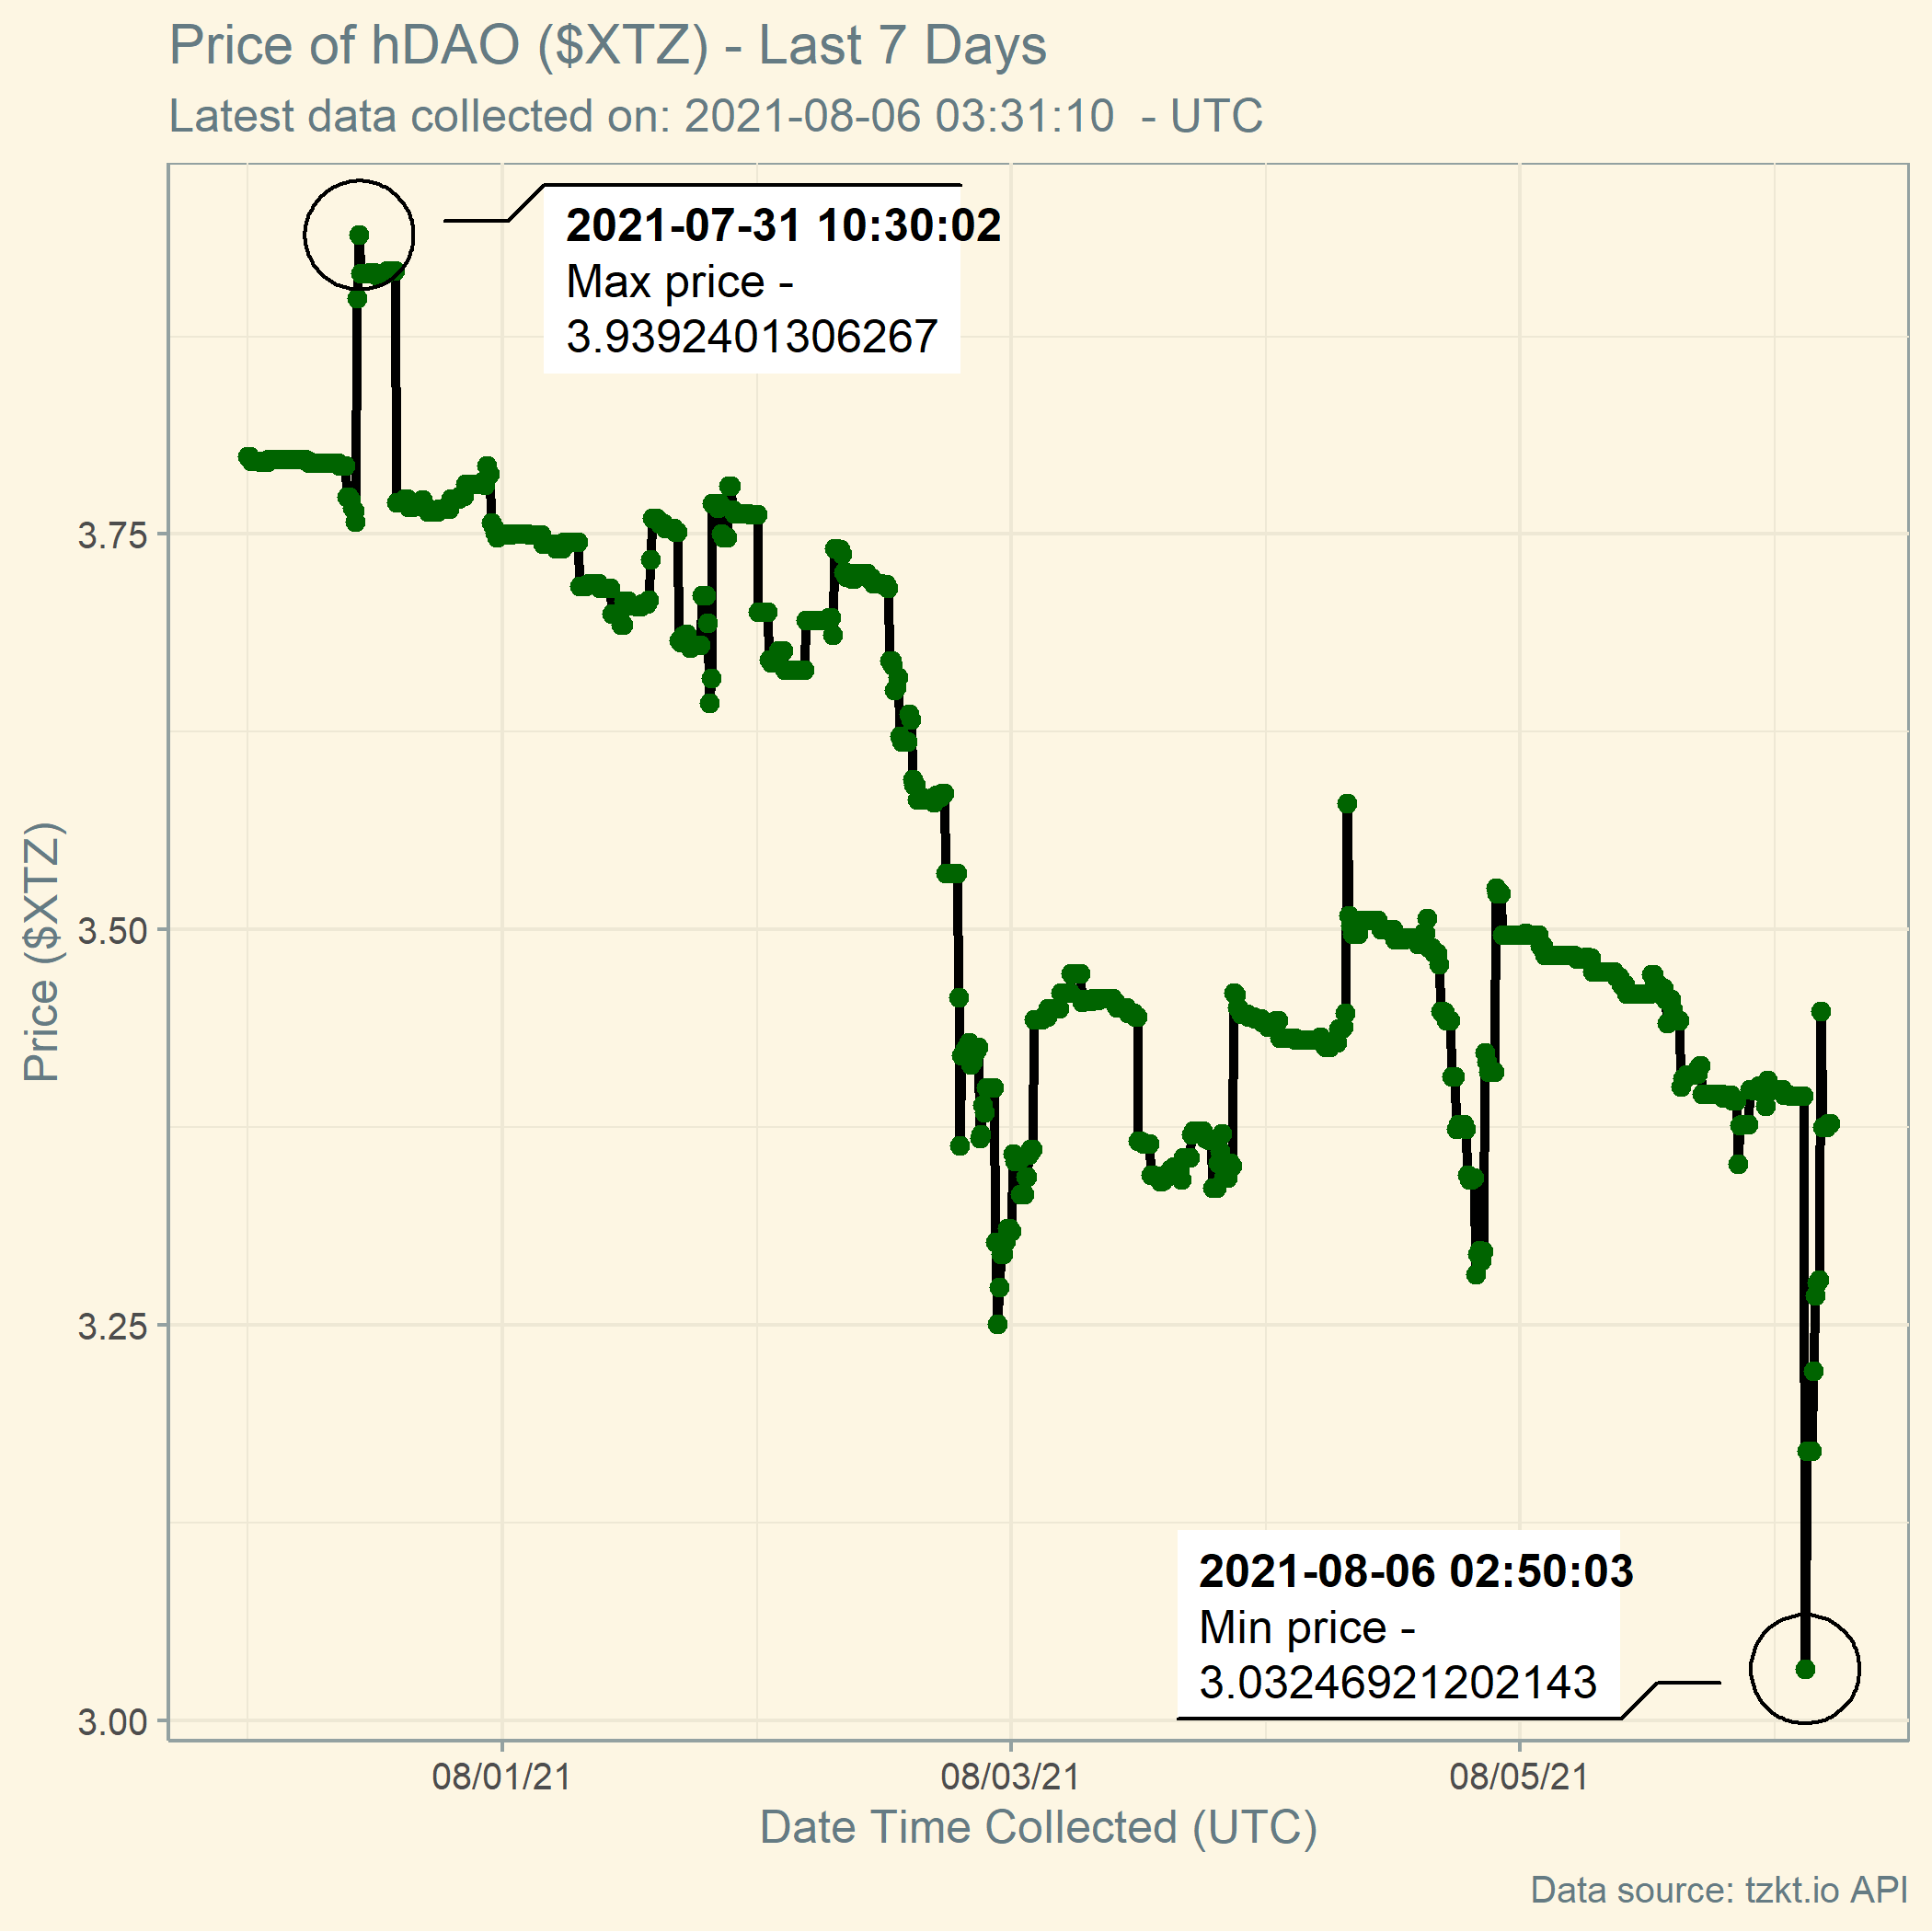 Price of hDAO ($XTZ) - Last 7 Days
Latest data collected on: 2021-08-06 03:31:10  - UTC
2021-07-31 10:30:02
Max price -
3.9392401306267
3.75
3.50
3.25
3.00
Price ($XTZ)
2021-08-06 02:50:03
Min price -
3.03246921202143
08/01/21
08/03/21
08/05/21
Date Time Collected (UTC)
Data source: tzkt.io API